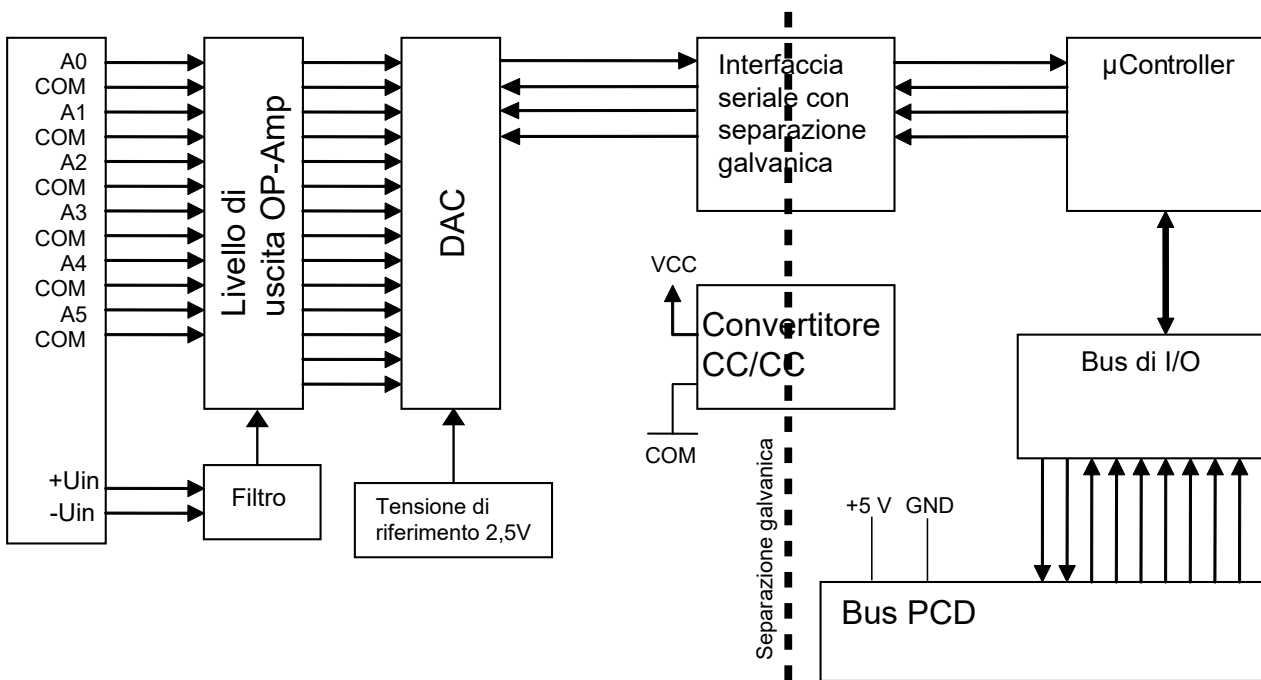 A0
COM
A1
COM
A2
COM
A3
COM
A4
COM
A5
COM
+Uin
-Uin
Livello di
uscita OP-Amp
Filtro
DAC
Tensione di
riferimento 2,5V
Interfaccia
seriale con
separazione
galvanica
VCC
Convertitore
CC/CC
COM
Separazione galvanica
µController
Bus di I/O
+5 V GND
Bus PCD